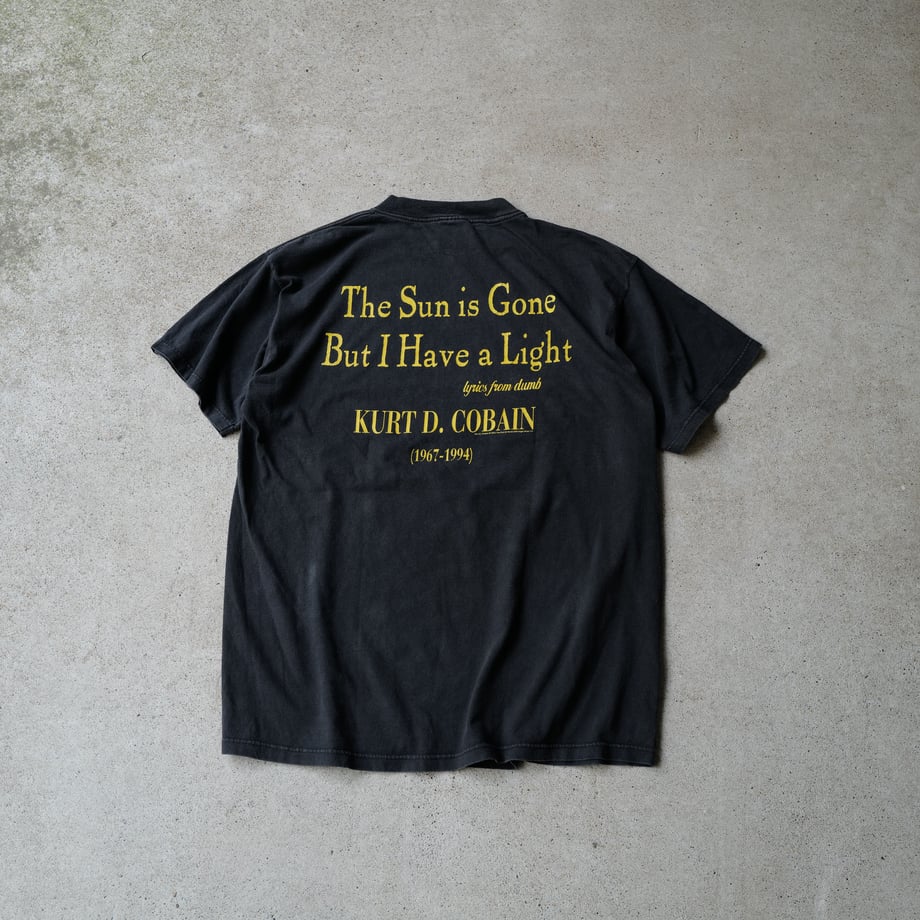 The Sun is Gone
But I Have a Light
lyrics from dumb
KURT D. COBAIN
(1967-1994)